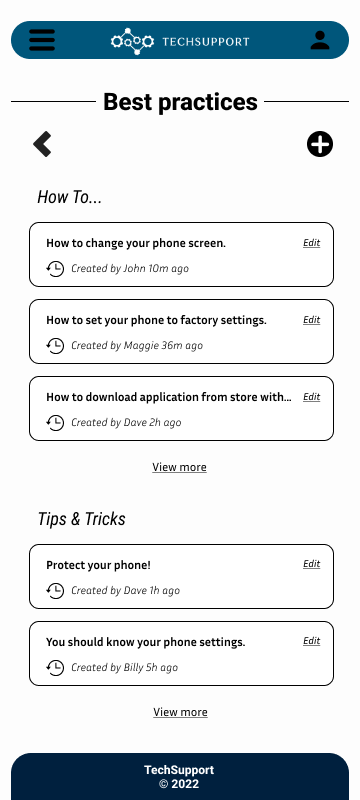 TECHSUPPORT
Best practices
How To...
How to change your phone screen.
Edit
Created by John 10m ago
How to set your phone to factory settings.
Edit
Created by Maggie 36m ago
How to download application from store with...
Edit
Created by Dave 2h ago
View more
Tips & Tricks
Protect your phone!
Edit
Created by Dave 1h ago
You should know your phone settings.
Edit
Created by Billy 5h ago
View more
TechSupport
© 2022